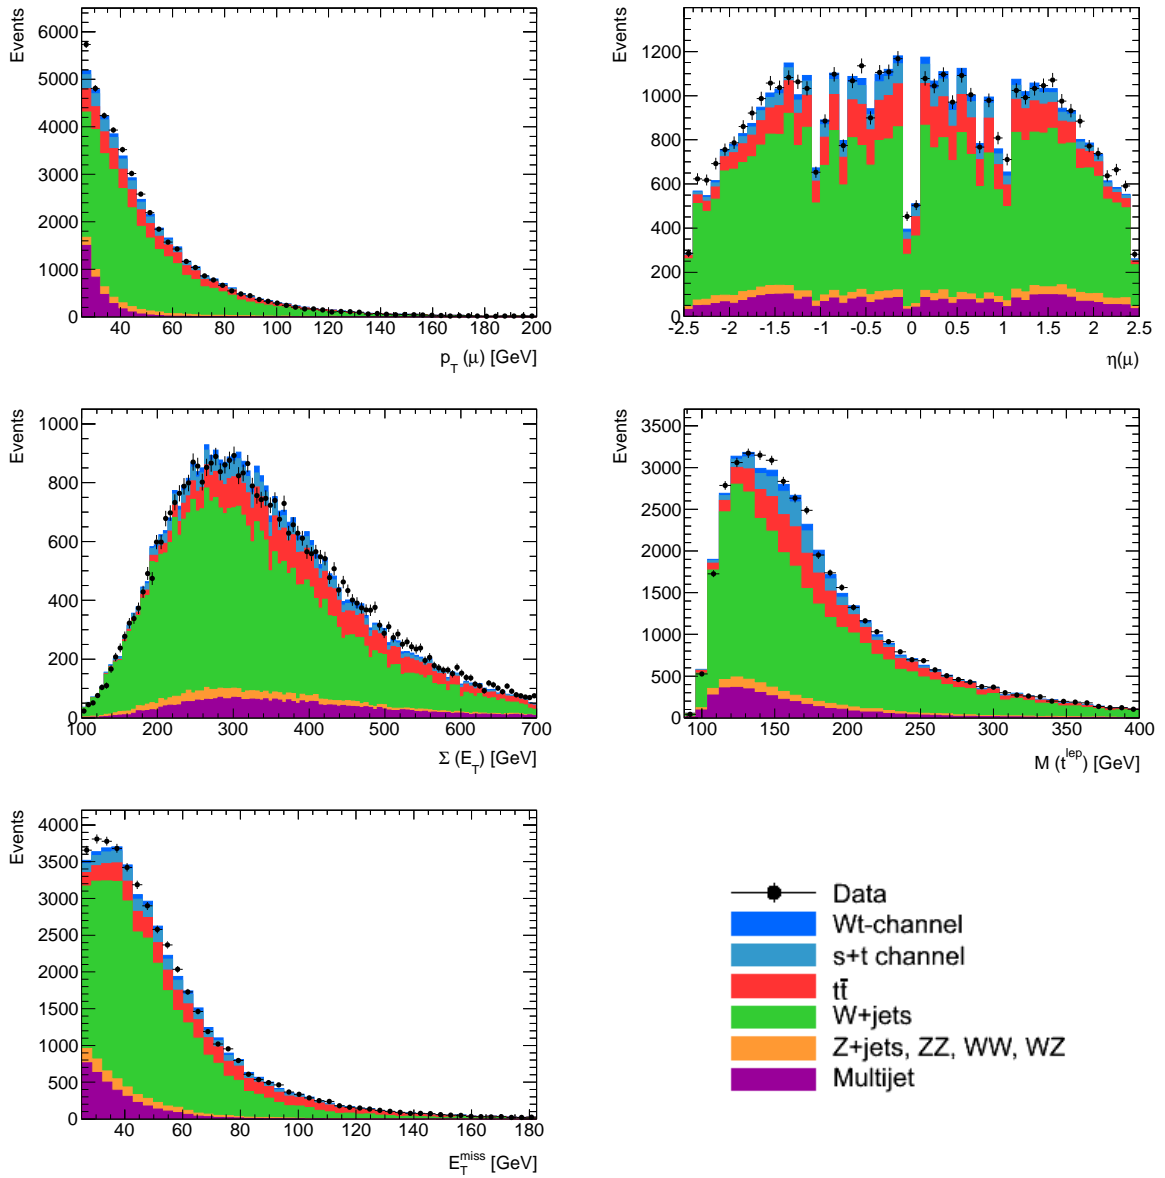 Events
6000
5000
4000
3000
2000
1000
0
40 60 80 100 120 140 160 180 200
p_T (μ) [GeV]
Events
1200
1000
800
600
400
200
0
-2.5 -2 -1.5 -1 -0.5 0 0.5 1 1.5 2 2.5
η(μ)
Events
1000
800
600
400
200
0
100 200 300 400 500 600 700
Σ (E_T) [GeV]
Events
3500
3000
2500
2000
1500
1000
500
0
100 150 200 250 300 350 400
M (t^lep) [GeV]
Events
4000
3500
3000
2500
2000
1500
1000
500
0
40 60 80 100 120 140 160 180
E_T^miss [GeV]
Data
Wt-channel
s+t channel
tt̄
W+jets
Z+jets, ZZ, WW, WZ
Multijet